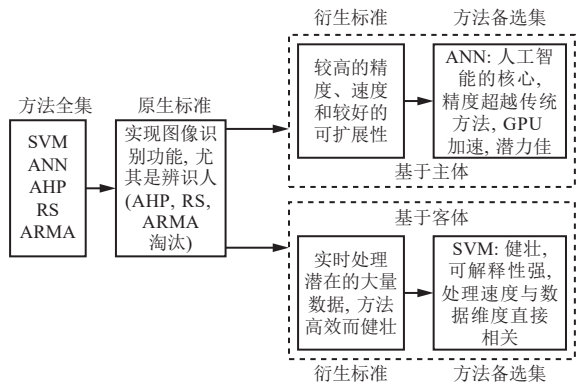 方法全集
SVM
ANN
AHP
RS
ARMA
原生标准
实现图像识
别功能, 尤
其是辨识人
(AHP, RS,
ARMA
淘汰)
衍生标准
较高的精
度、速度
和较好的
可扩展性
方法备选集
ANN: 人工智
能的核心,
精度超越传统
方法, GPU
加速, 潜力佳
基于主体
基于客体
实时处理
潜在的大量
数据, 方法
高效而健壮
衍生标准
SVM: 健壮,
可解释性强,
处理速度与数
据维度直接
相关
方法备选集